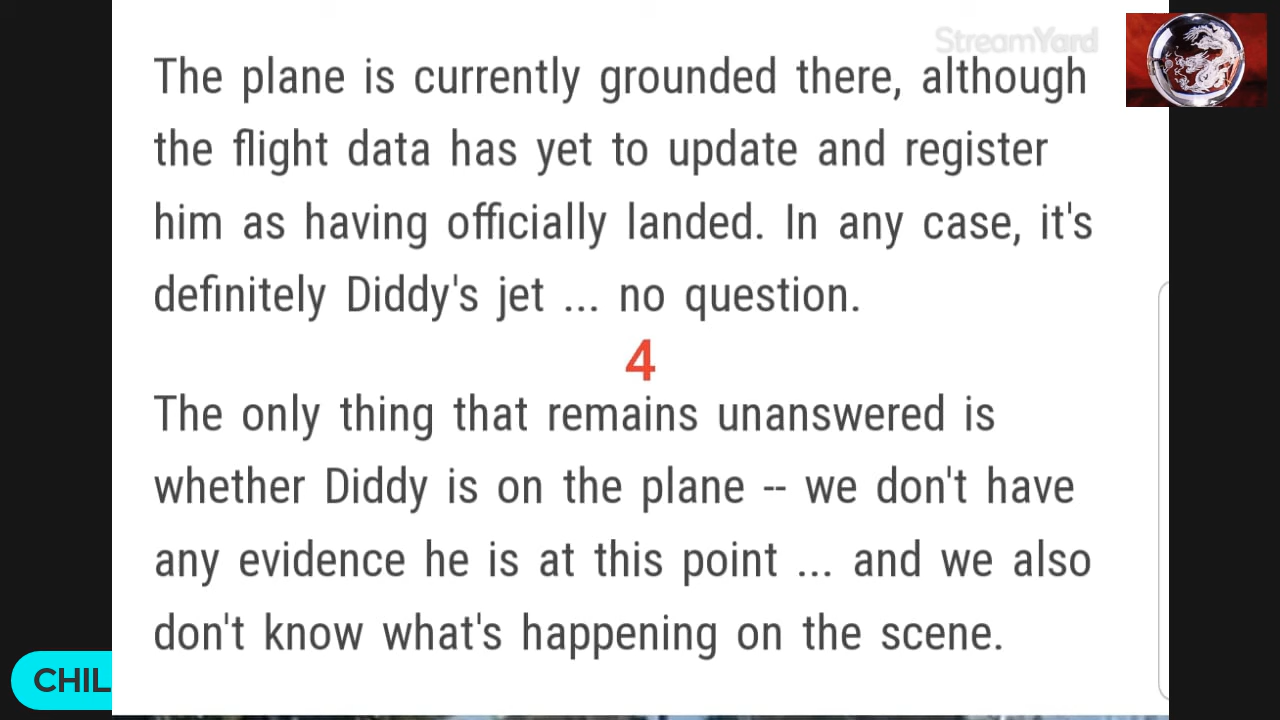 StreamYard
The plane is currently grounded there, although
the flight data has yet to update and register
him as having officially landed. In any case, it's
definitely Diddy's jet ... no question.
4
The only thing that remains unanswered is
whether Diddy is on the plane -- we don't have
any evidence he is at this point ... and we also
don't know what's happening on the scene.
CHIL